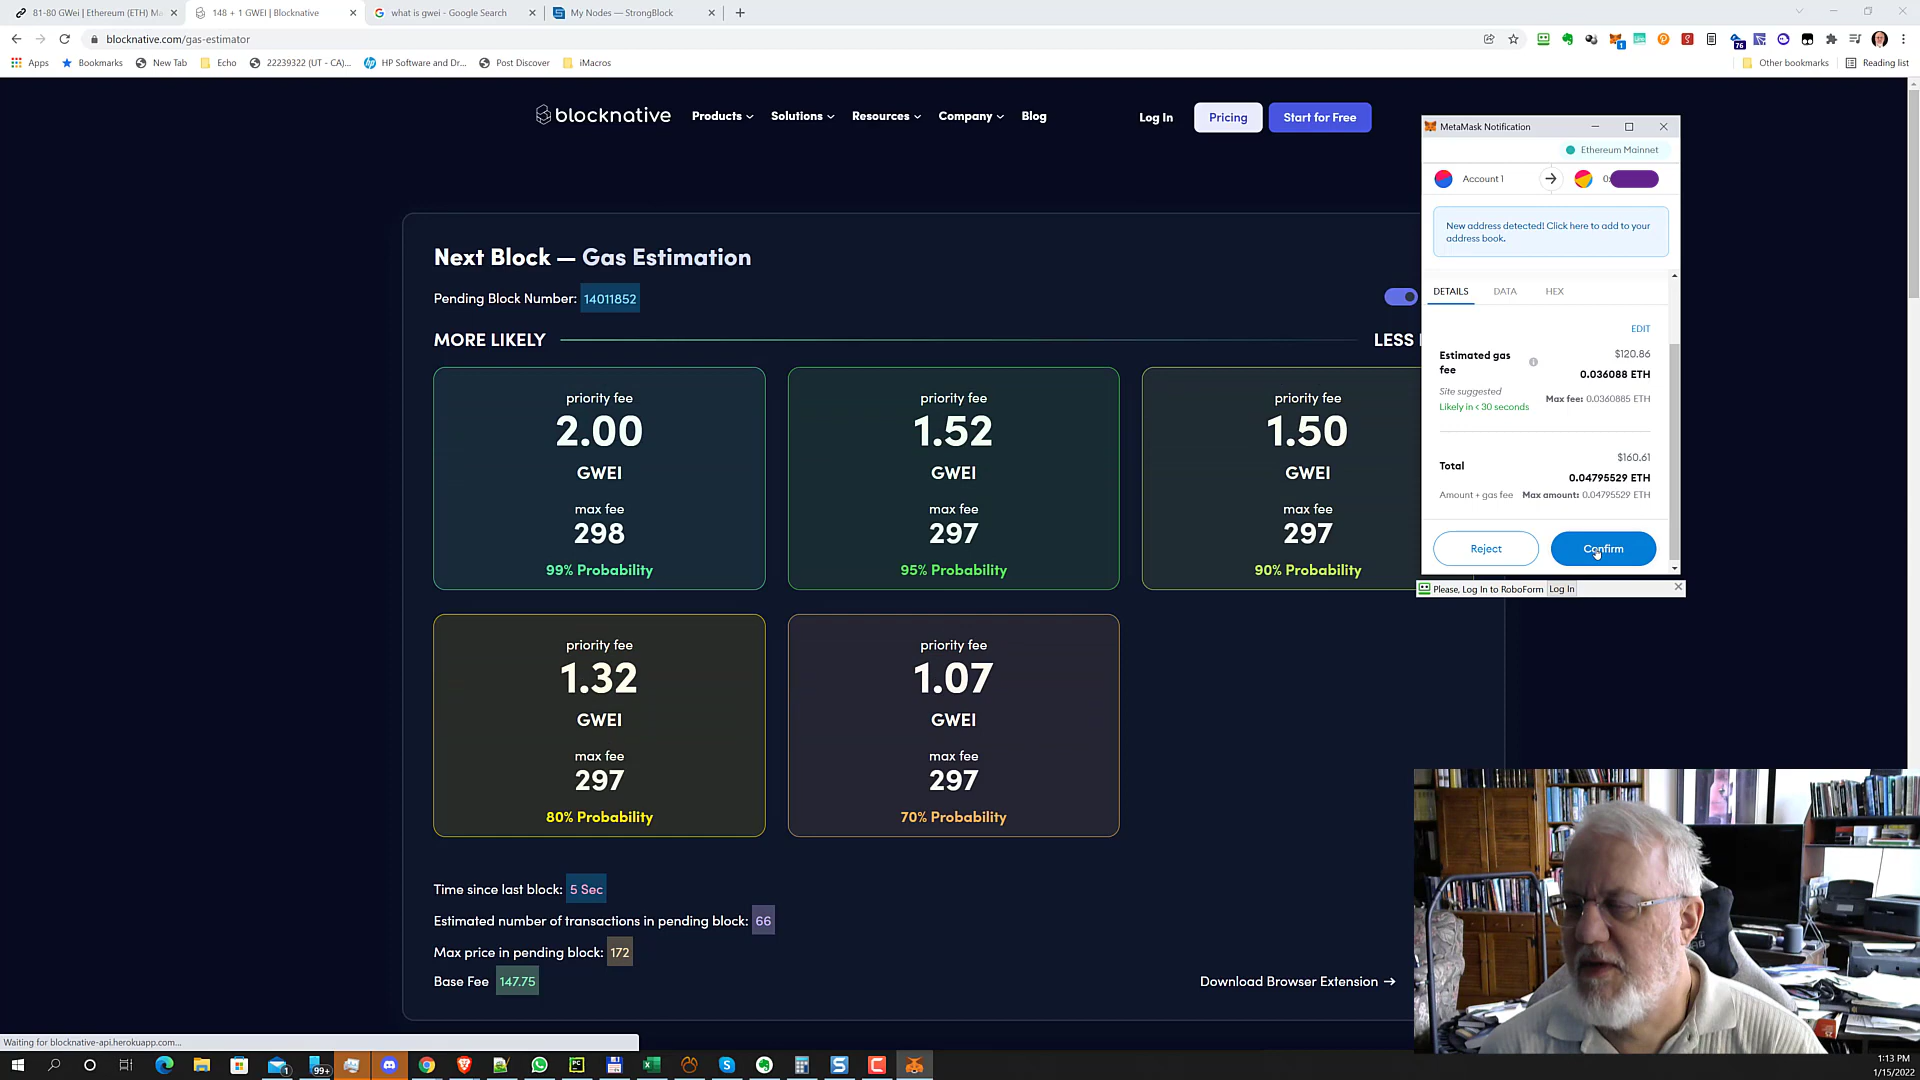 81-80 GWei | Ethereum (ETH) Ma
148 + 1 GWEI | Blocknative
what is gwei - Google Search
My Nodes — StrongBlock
blocknative.com/gas-estimator
1
76
Apps
Bookmarks
New Tab
Echo
22239322 (UT - CA)...
HP Software and Dr...
Post Discover
iMacros
Other bookmarks
Reading list
blocknative
Products
Solutions
Resources
Company
Blog
Log In
Pricing
Start for Free
Next Block — Gas Estimation
Pending Block Number: 14011852
MORE LIKELY
LESS
priority fee
2.00
GWEI
max fee
298
99% Probability
priority fee
1.52
GWEI
max fee
297
95% Probability
priority fee
1.50
GWEI
max fee
297
90% Probability
priority fee
1.32
GWEI
max fee
297
80% Probability
priority fee
1.07
GWEI
max fee
297
70% Probability
Time since last block: 5 Sec
Estimated number of transactions in pending block: 66
Max price in pending block: 172
Base Fee 147.75
Download Browser Extension →
Waiting for blocknative-api.herokuapp.com...
MetaMask Notification
Ethereum Mainnet
Account 1
0x
New address detected! Click here to add to your
address book.
DETAILS
DATA
HEX
EDIT
Estimated gas
fee
$120.86
0.036088 ETH
Site suggested
Likely in < 30 seconds
Max fee: 0.0360885 ETH
Total
$160.61
0.04795529 ETH
Amount + gas fee
Max amount: 0.04795529 ETH
Reject
Confirm
Please, Log In to RoboForm
Log In
1
99+
1:13 PM
1/15/2022